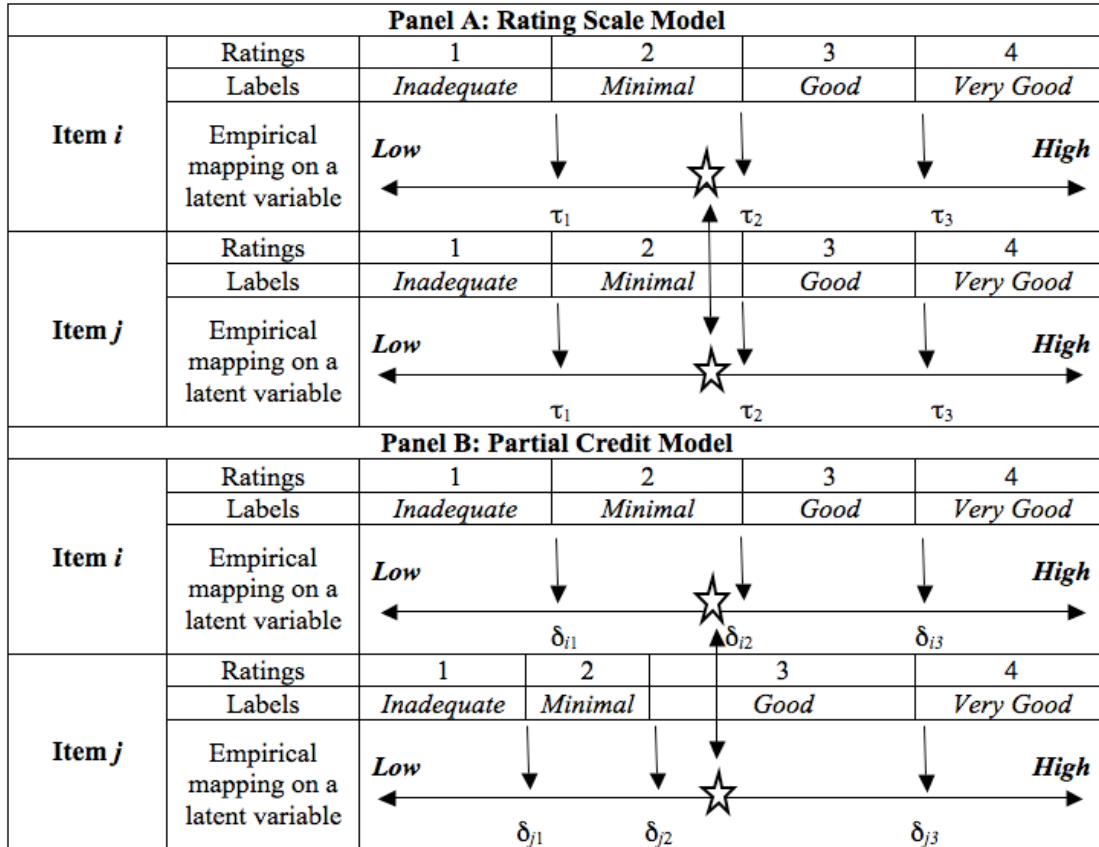 Panel A: Rating Scale Model
Item i
Ratings 1 2 3 4
Labels Inadequate Minimal Good Very Good
Empirical mapping on a latent variable
Low High
τ1 τ2 τ3
Item j
Ratings 1 2 3 4
Labels Inadequate Minimal Good Very Good
Empirical mapping on a latent variable
Low High
τ1 τ2 τ3
Panel B: Partial Credit Model
Item i
Ratings 1 2 3 4
Labels Inadequate Minimal Good Very Good
Empirical mapping on a latent variable
Low High
δi1 δi2 δi3
Item j
Ratings 1 2 3 4
Labels Inadequate Minimal Good Very Good
Empirical mapping on a latent variable
Low High
δj1 δj2 δj3